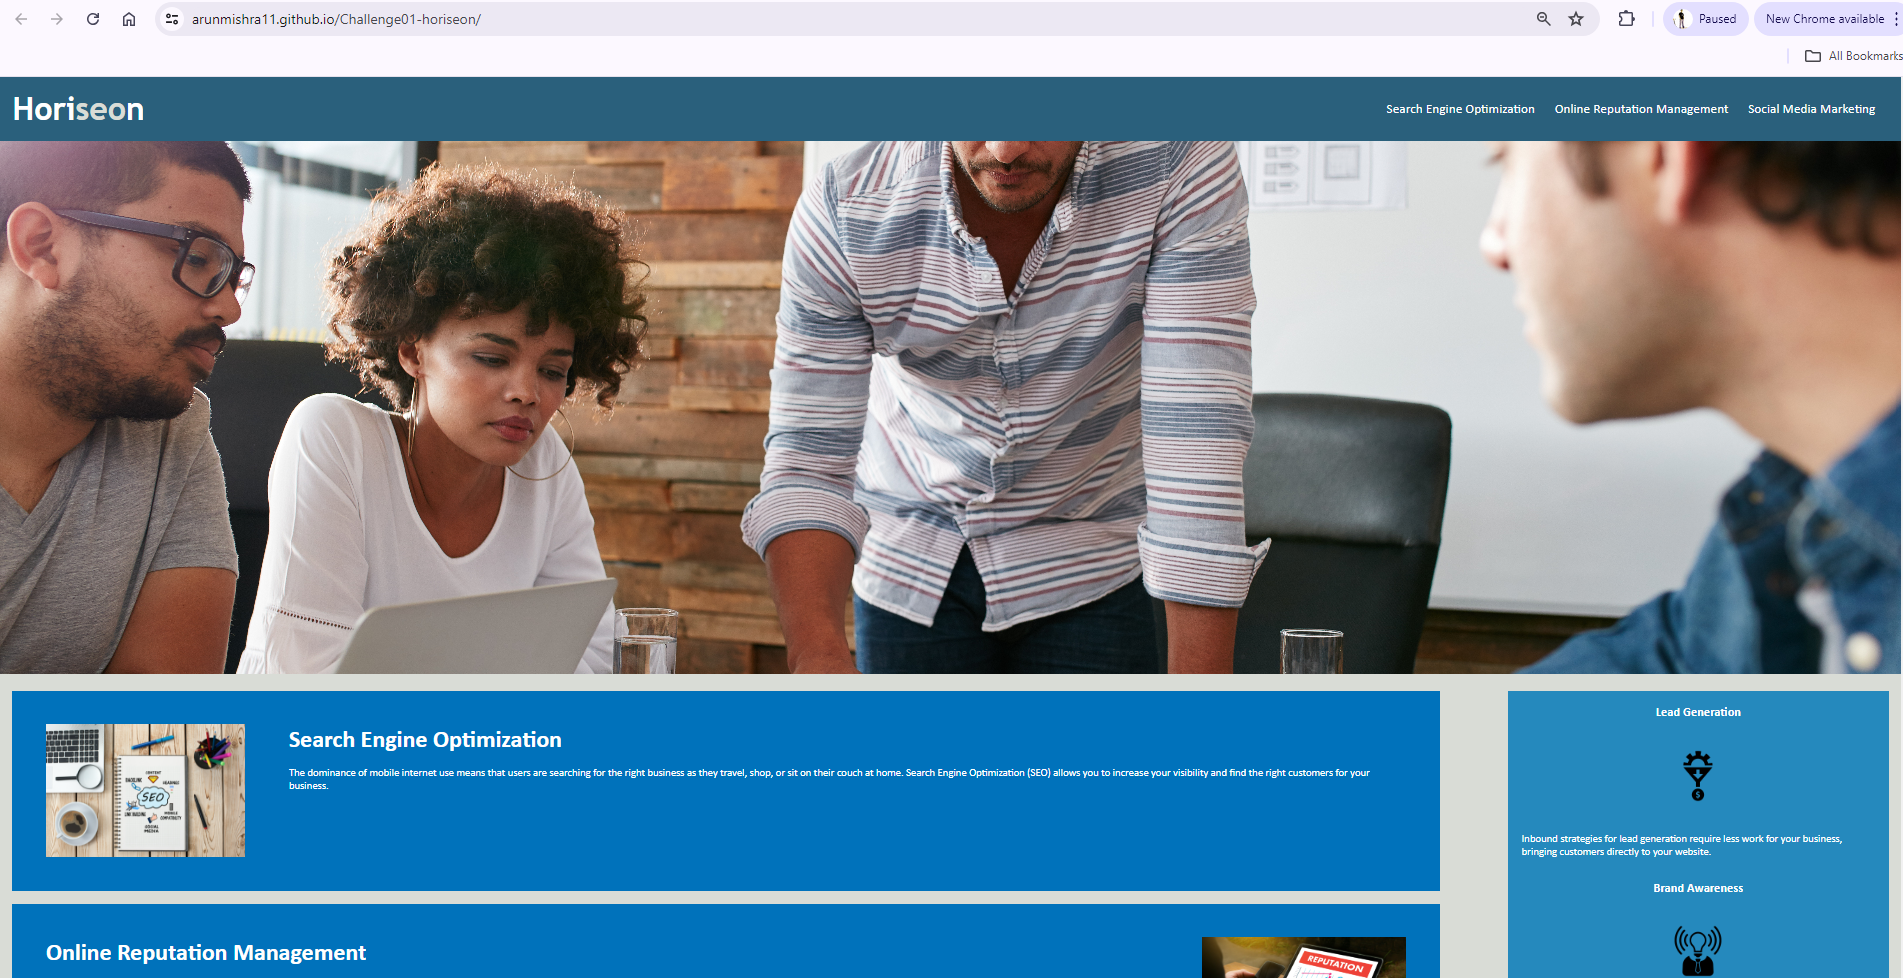 arunmishra11.github.io/Challenge01-horiseon/
Paused
New Chrome available
All Bookmarks
Horiseon
Search Engine Optimization
Online Reputation Management
Social Media Marketing
SEO
CONTENT
SOCIAL
MEDIA
Search Engine Optimization
The dominance of mobile internet use means that users are searching for the right business as they travel, shop, or sit on their couch at home. Search Engine Optimization (SEO) allows you to increase your visibility and find the right customers for your
business.
Lead Generation
$
Inbound strategies for lead generation require less work for your business,
bringing customers directly to your website.
Brand Awareness
Online Reputation Management
REPUTATION